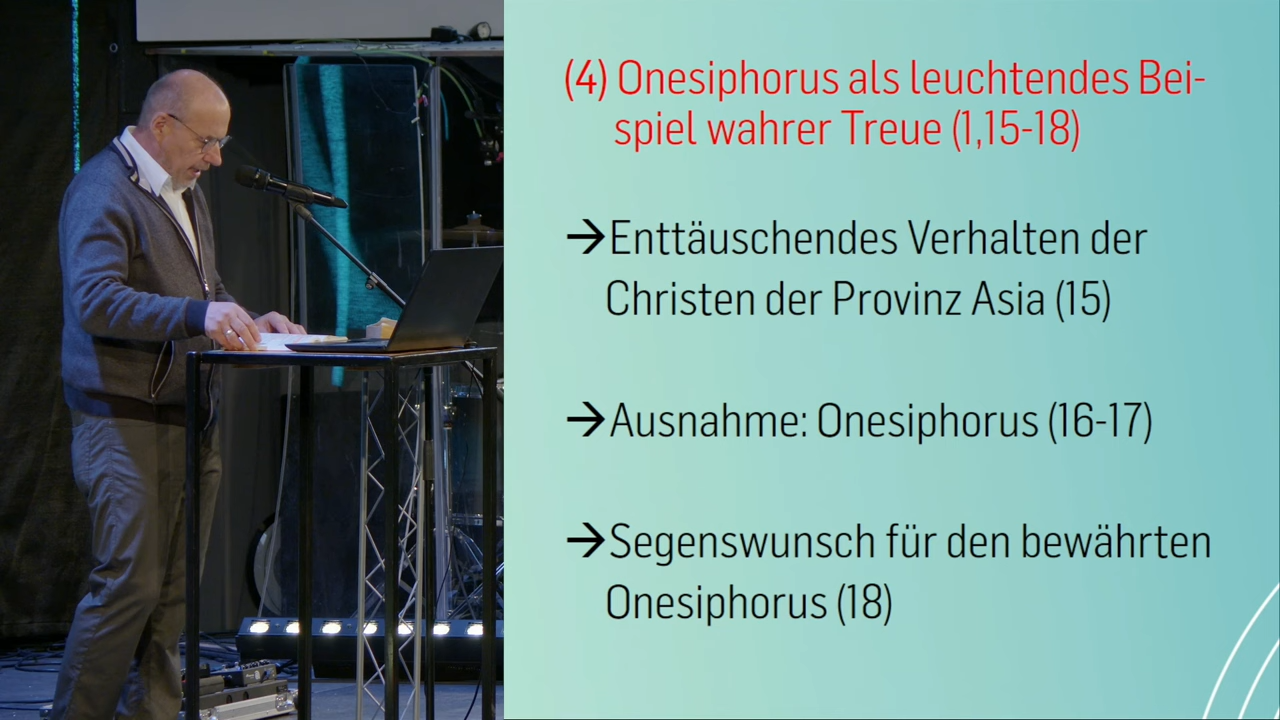 (4) Onesiphorus als leuchtendes Bei-
spiel wahrer Treue (1,15-18)
→Enttäuschendes Verhalten der
Christen der Provinz Asia (15)
→Ausnahme: Onesiphorus (16-17)
→Segenswunsch für den bewährten
Onesiphorus (18)